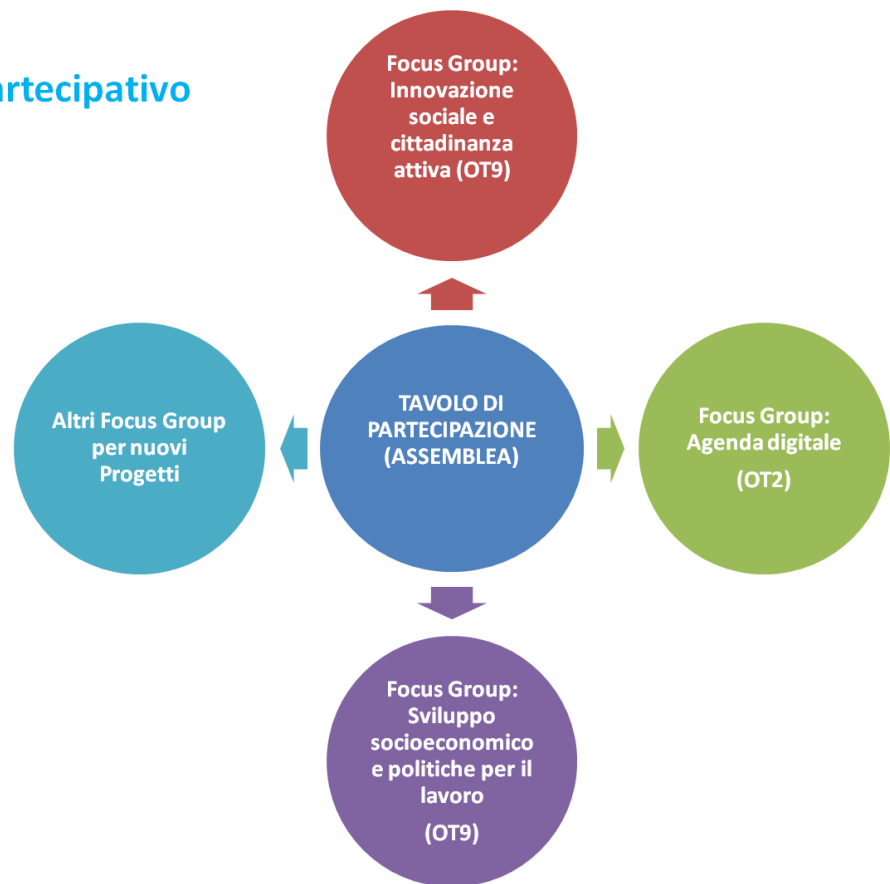 artecipativo
Focus Group:
Innovazione
sociale e
cittadinanza
attiva (OT9)
Altri Focus Group
per nuovi
Progetti
TAVOLO DI
PARTECIPAZIONE
(ASSEMBLEA)
Focus Group:
Agenda digitale
(OT2)
Focus Group:
Sviluppo
socioeconomico
e politiche per il
lavoro
(OT9)